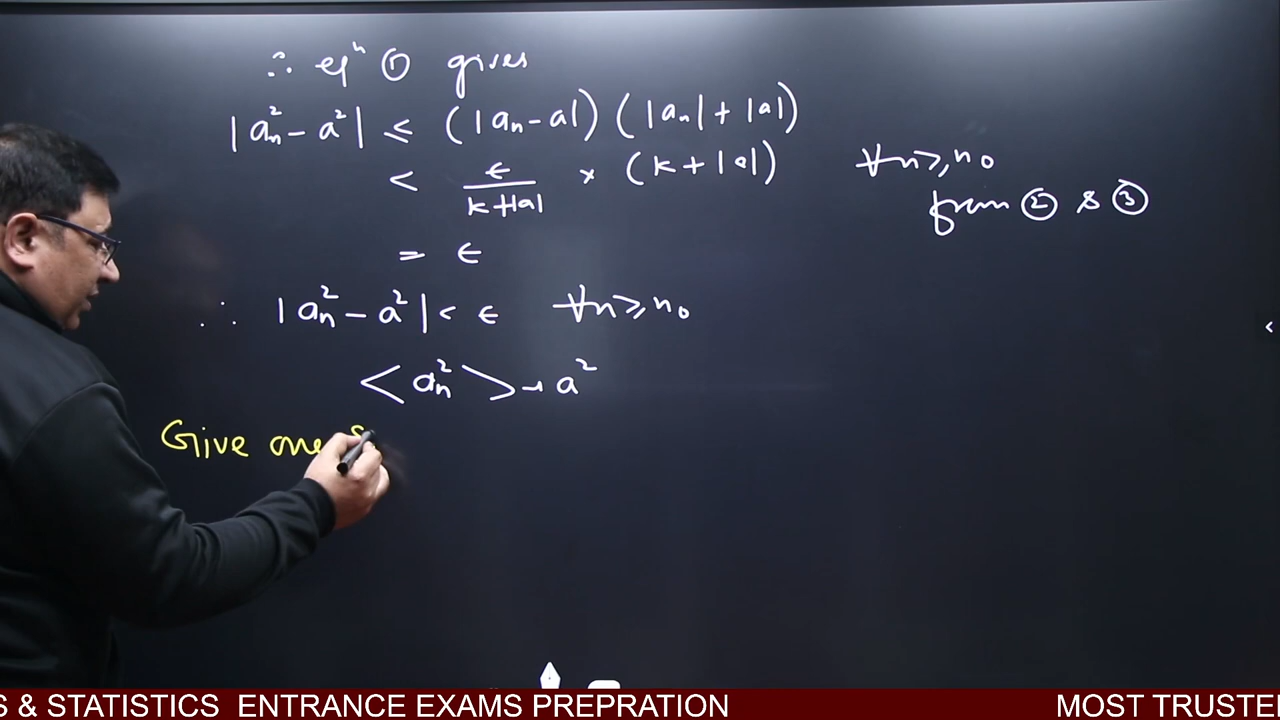 ∴ eqⁿ ① gives
|aₙ² - a²| ≤ (|aₙ - a|) (|aₙ| + |a|)
< ϵ/(k+|a|) × (k + |a|) ∀n ≥ n₀
from ② & ③
= ϵ
∴ |aₙ² - a²| < ϵ ∀n ≥ n₀
< aₙ² > → a²
Give one
S & STATISTICS ENTRANCE EXAMS PREPRATION MOST TRUSTE